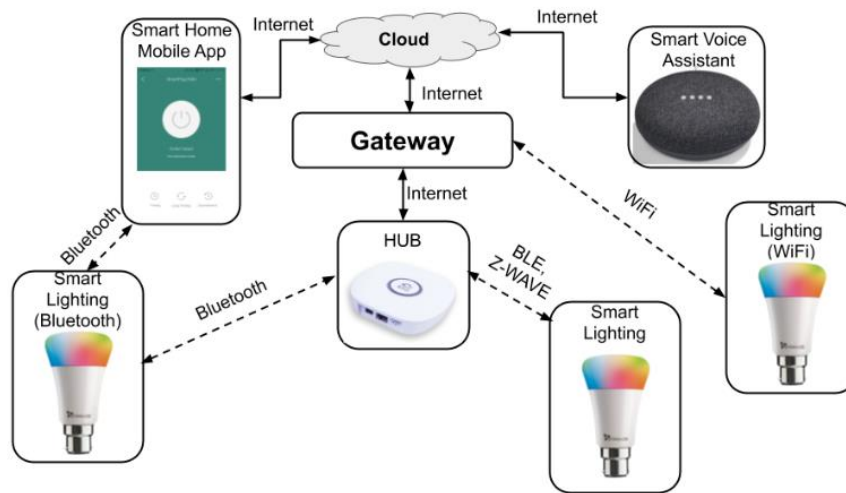 Smart Home
Mobile App
Internet
Cloud
Internet
Smart Voice
Assistant
Internet
Gateway
Internet
WiFi
Bluetooth
HUB
BLE,
Z-WAVE
Smart
Lighting
(WiFi)
Smart
Lighting
(Bluetooth)
Bluetooth
Smart
Lighting